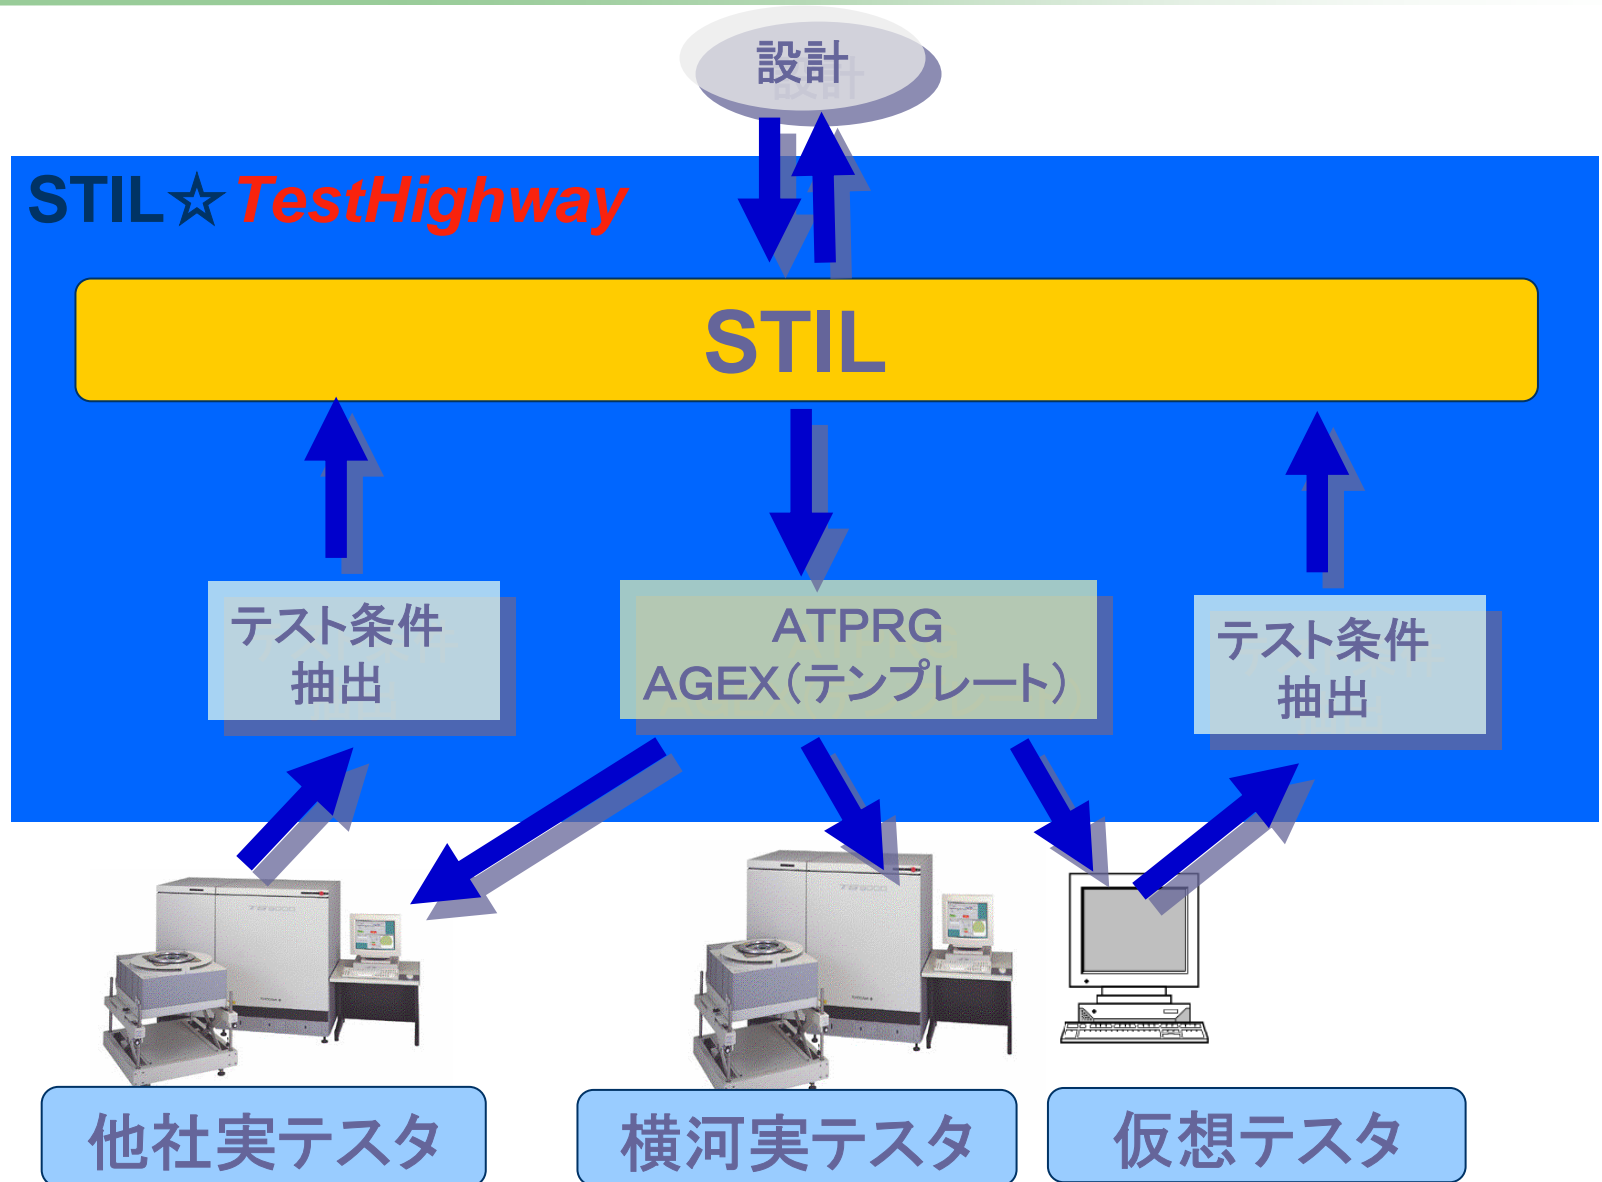 設計
STIL☆TestHighway
STIL
テスト条件
抽出
ATPRG
AGEX(テンプレート)
テスト条件
抽出
他社実テスタ
横河実テスタ
仮想テスタ